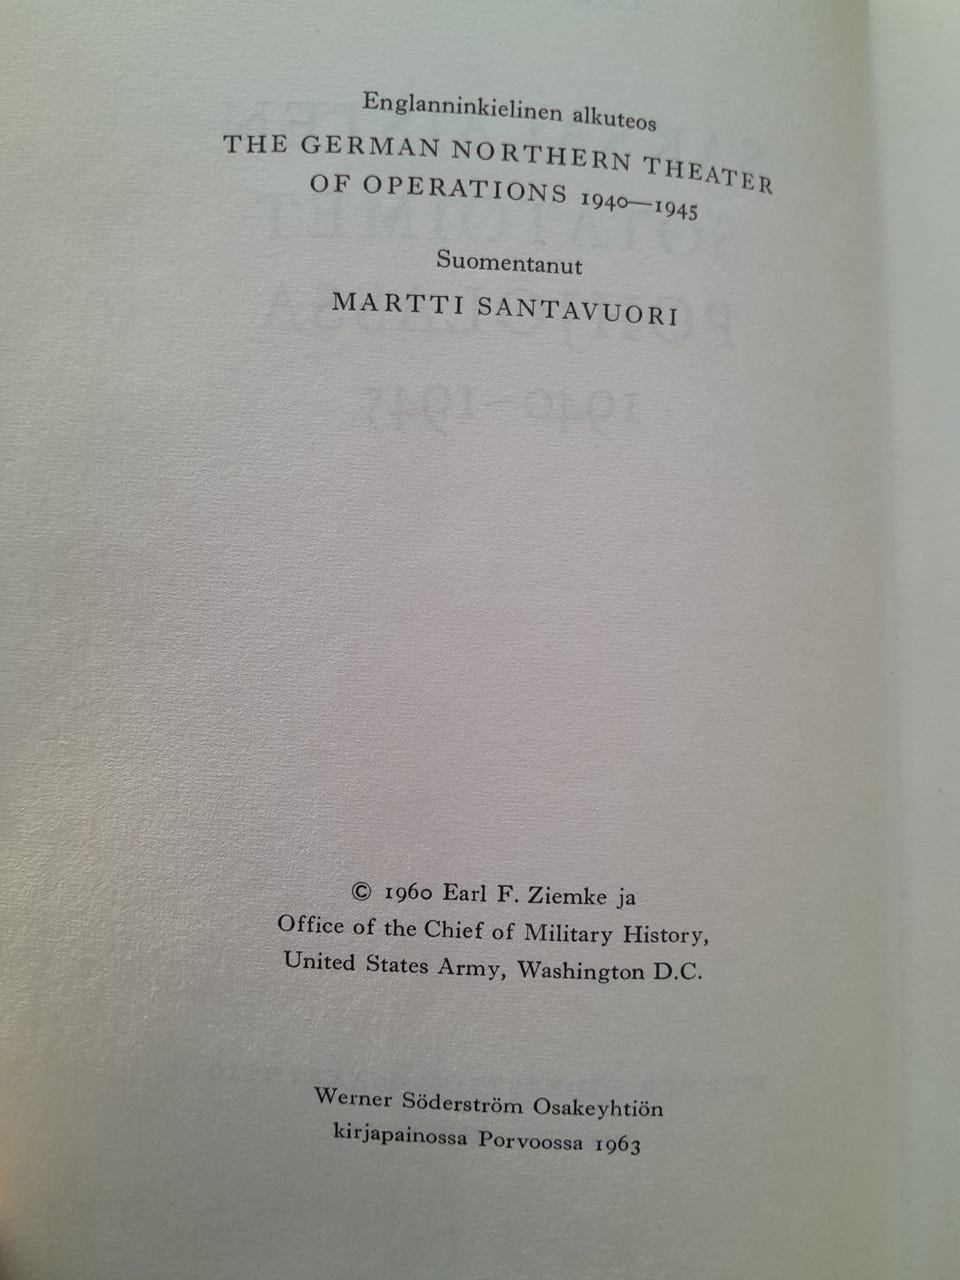 Englanninkielinen alkuteos
THE GERMAN NORTHERN THEATER
OF OPERATIONS 1940—1945
Suomentanut
MARTTI SANTAVUORI
© 1960 Earl F. Ziemke ja
Office of the Chief of Military History,
United States Army, Washington D.C.
Werner Söderström Osakeyhtiön
kirjapainossa Porvoossa 1963